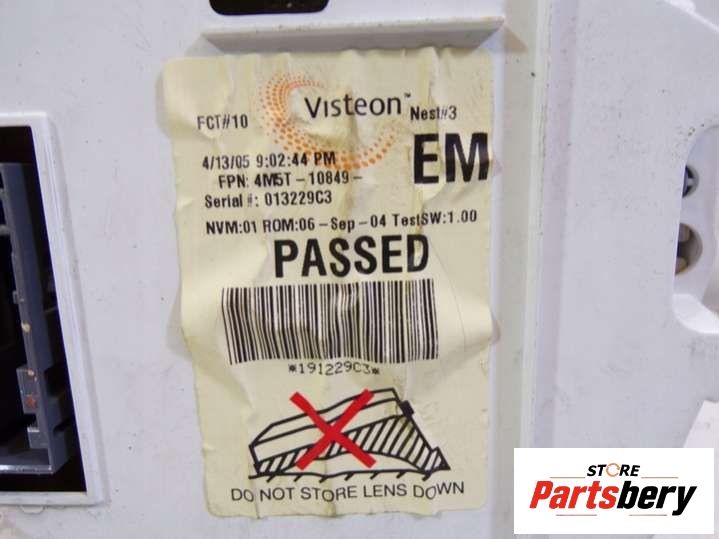 Visteon™
FCT#10 Nest#3
4/13/05 9:02:44 PM EM
FPN: 4M5T-10849-
Serial #: 013229C3
NVM:01 ROM:06-Sep-04 TestSW:1.00
PASSED
*191229C3*
DO NOT STORE LENS DOWN
STORE
Partsbery